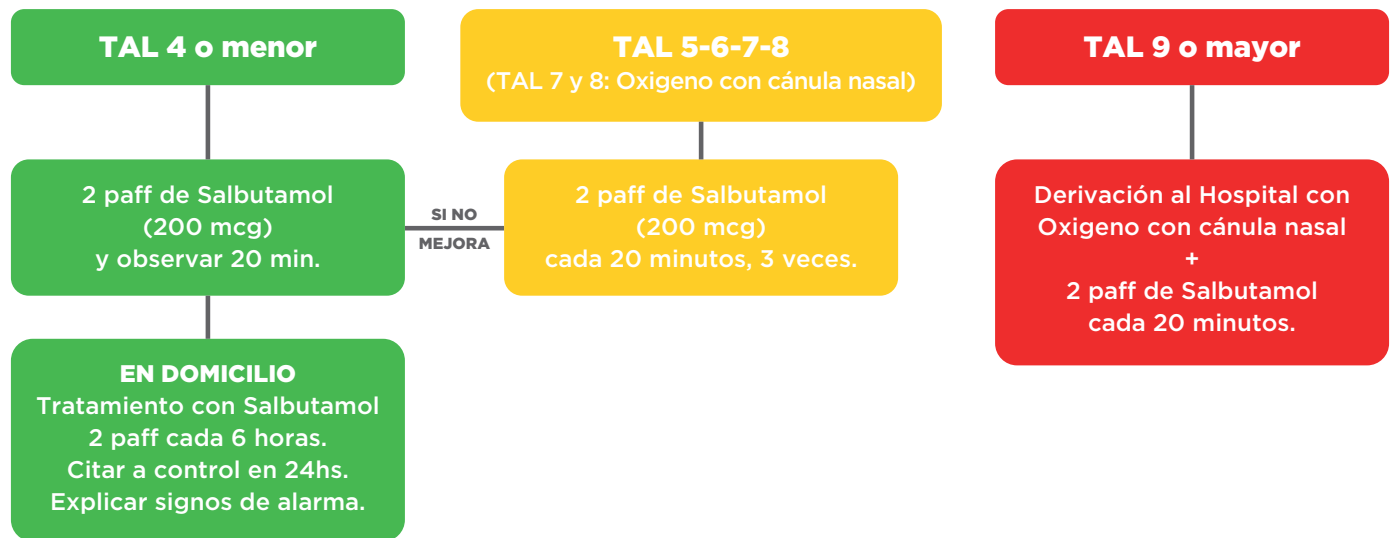 TAL 4 o menor
2 paff de Salbutamol
(200 mcg)
y observar 20 min.
EN DOMICILIO
Tratamiento con Salbutamol
2 paff cada 6 horas.
Citar a control en 24hs.
Explicar signos de alarma.
SI NO
MEJORA
TAL 5-6-7-8
(TAL 7 y 8: Oxigeno con cánula nasal)
2 paff de Salbutamol
(200 mcg)
cada 20 minutos, 3 veces.
TAL 9 o mayor
Derivación al Hospital con
Oxigeno con cánula nasal
+
2 paff de Salbutamol
cada 20 minutos.